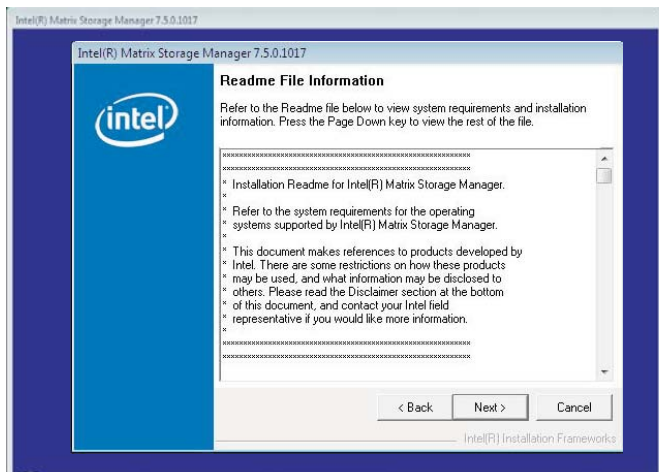 Intel(R) Matrix Storage Manager 7.5.0.1017
Intel(R) Matrix Storage Manager 7.5.0.1017
intel
Readme File Information
Refer to the Readme file below to view system requirements and installation
information. Press the Page Down key to view the rest of the file.
************************************************************
************************************************************
* Installation Readme for Intel(R) Matrix Storage Manager.
*
* Refer to the system requirements for the operating
* systems supported by Intel(R) Matrix Storage Manager.
*
* This document makes references to products developed by
* Intel. There are some restrictions on how these products
* may be used, and what information may be disclosed to
* others. Please read the Disclaimer section at the bottom
* of this document, and contact your Intel field
* representative if you would like more information.
*
************************************************************
************************************************************
< Back Next > Cancel
Intel(R) Installation Frameworks